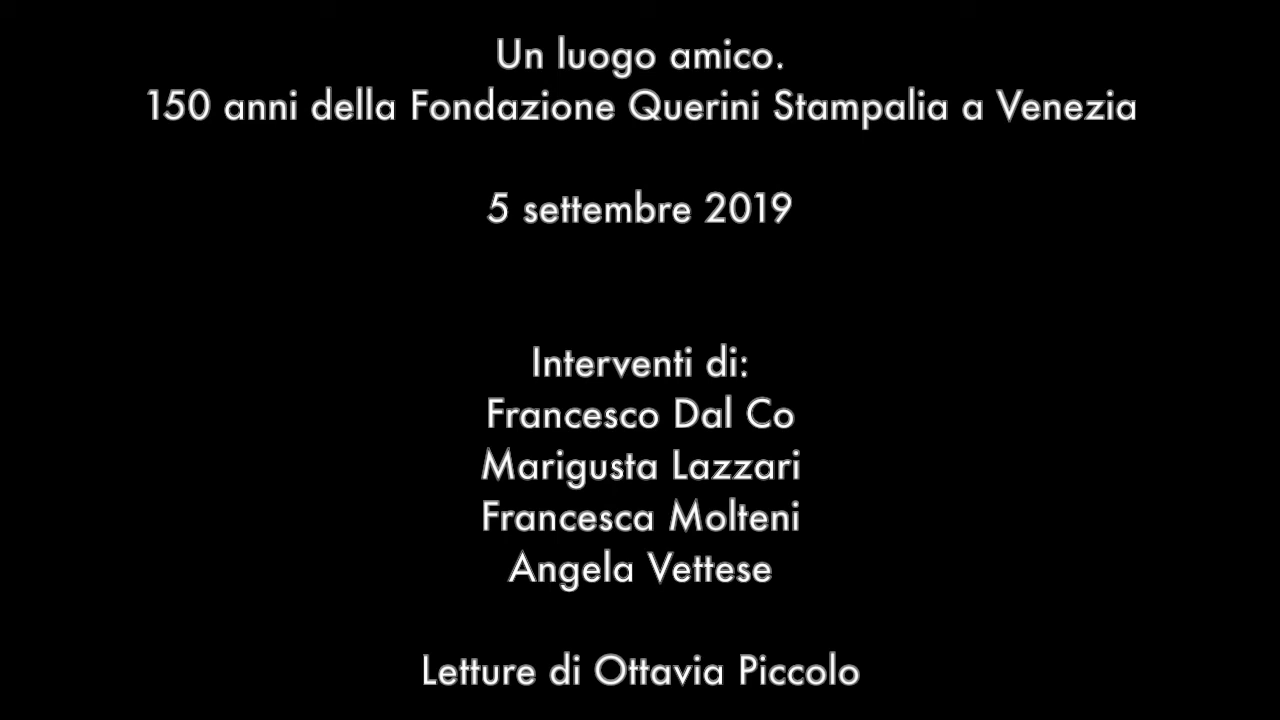 Un luogo amico.
150 anni della Fondazione Querini Stampalia a Venezia
5 settembre 2019
Interventi di:
Francesco Dal Co
Marigusta Lazzari
Francesca Molteni
Angela Vettese
Letture di Ottavia Piccolo